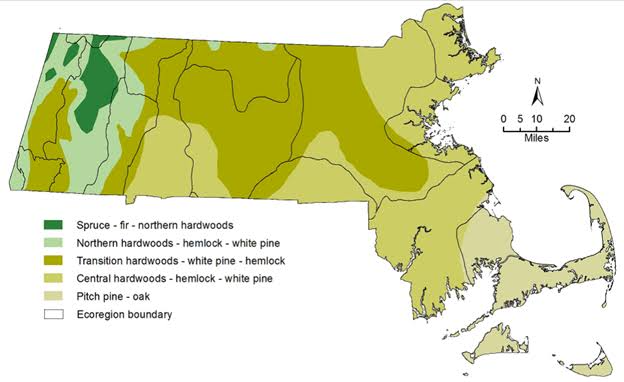 N
0 5 10 20
Miles
Spruce - fir - northern hardwoods
Northern hardwoods - hemlock - white pine
Transition hardwoods - white pine - hemlock
Central hardwoods - hemlock - white pine
Pitch pine - oak
Ecoregion boundary